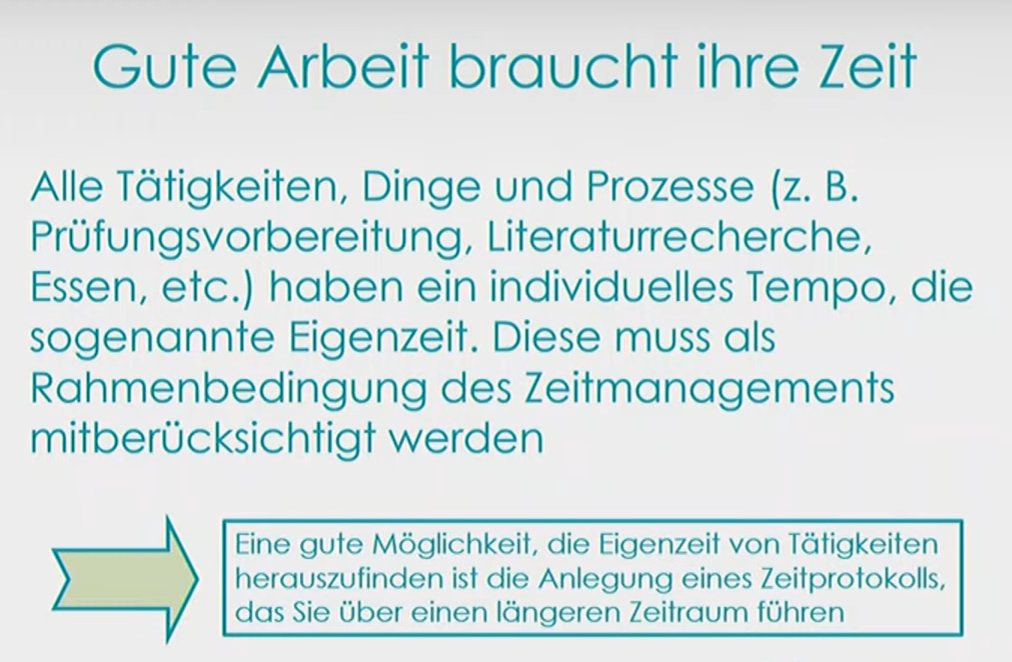 Gute Arbeit braucht ihre Zeit
Alle Tätigkeiten, Dinge und Prozesse (z. B.
Prüfungsvorbereitung, Literaturrecherche,
Essen, etc.) haben ein individuelles Tempo, die
sogenannte Eigenzeit. Diese muss als
Rahmenbedingung des Zeitmanagements
mitberücksichtigt werden
Eine gute Möglichkeit, die Eigenzeit von Tätigkeiten
herauszufinden ist die Anlegung eines Zeitprotokolls,
das Sie über einen längeren Zeitraum führen